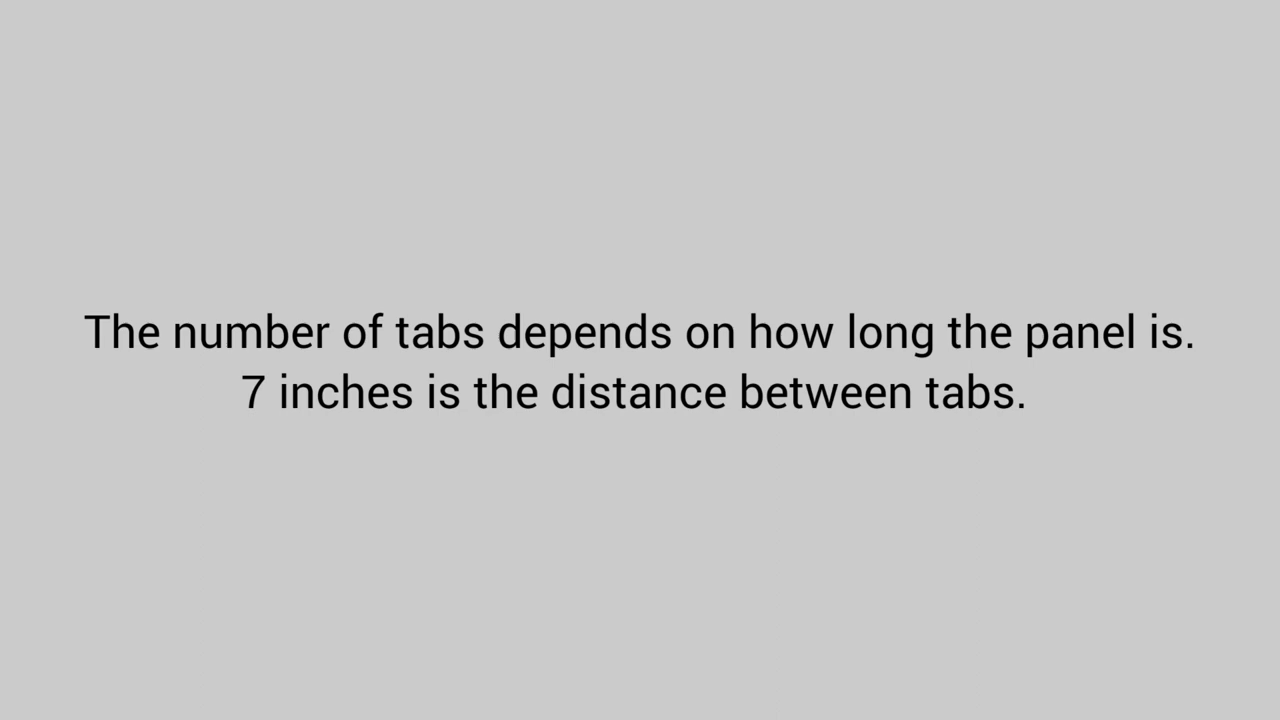 The number of tabs depends on how long the panel is.
7 inches is the distance between tabs.